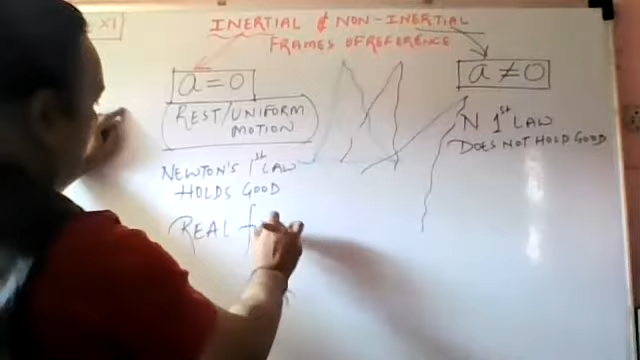 XI
INERTIAL & NON-INERTIAL
FRAMES OF REFERENCE
a = 0
REST/UNIFORM
MOTION
NEWTON'S 1st LAW
HOLDS GOOD
REAL f
a ≠ 0
N 1st LAW
DOES NOT HOLD GOOD